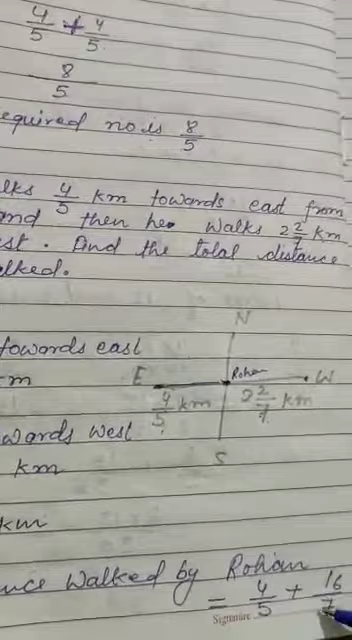 4/5 + 4/5
8/5
equired no is 8/5
lks 4/5 km towards east from
and then he walks 2 2/7 km
st. Find the total distance
alked.
N
towards east
E Rohan W
m
4/5 km 2 2/7 km
wards west
S
km
km
nce Walked by Rohan
= 4/5 + 16/7
Signature